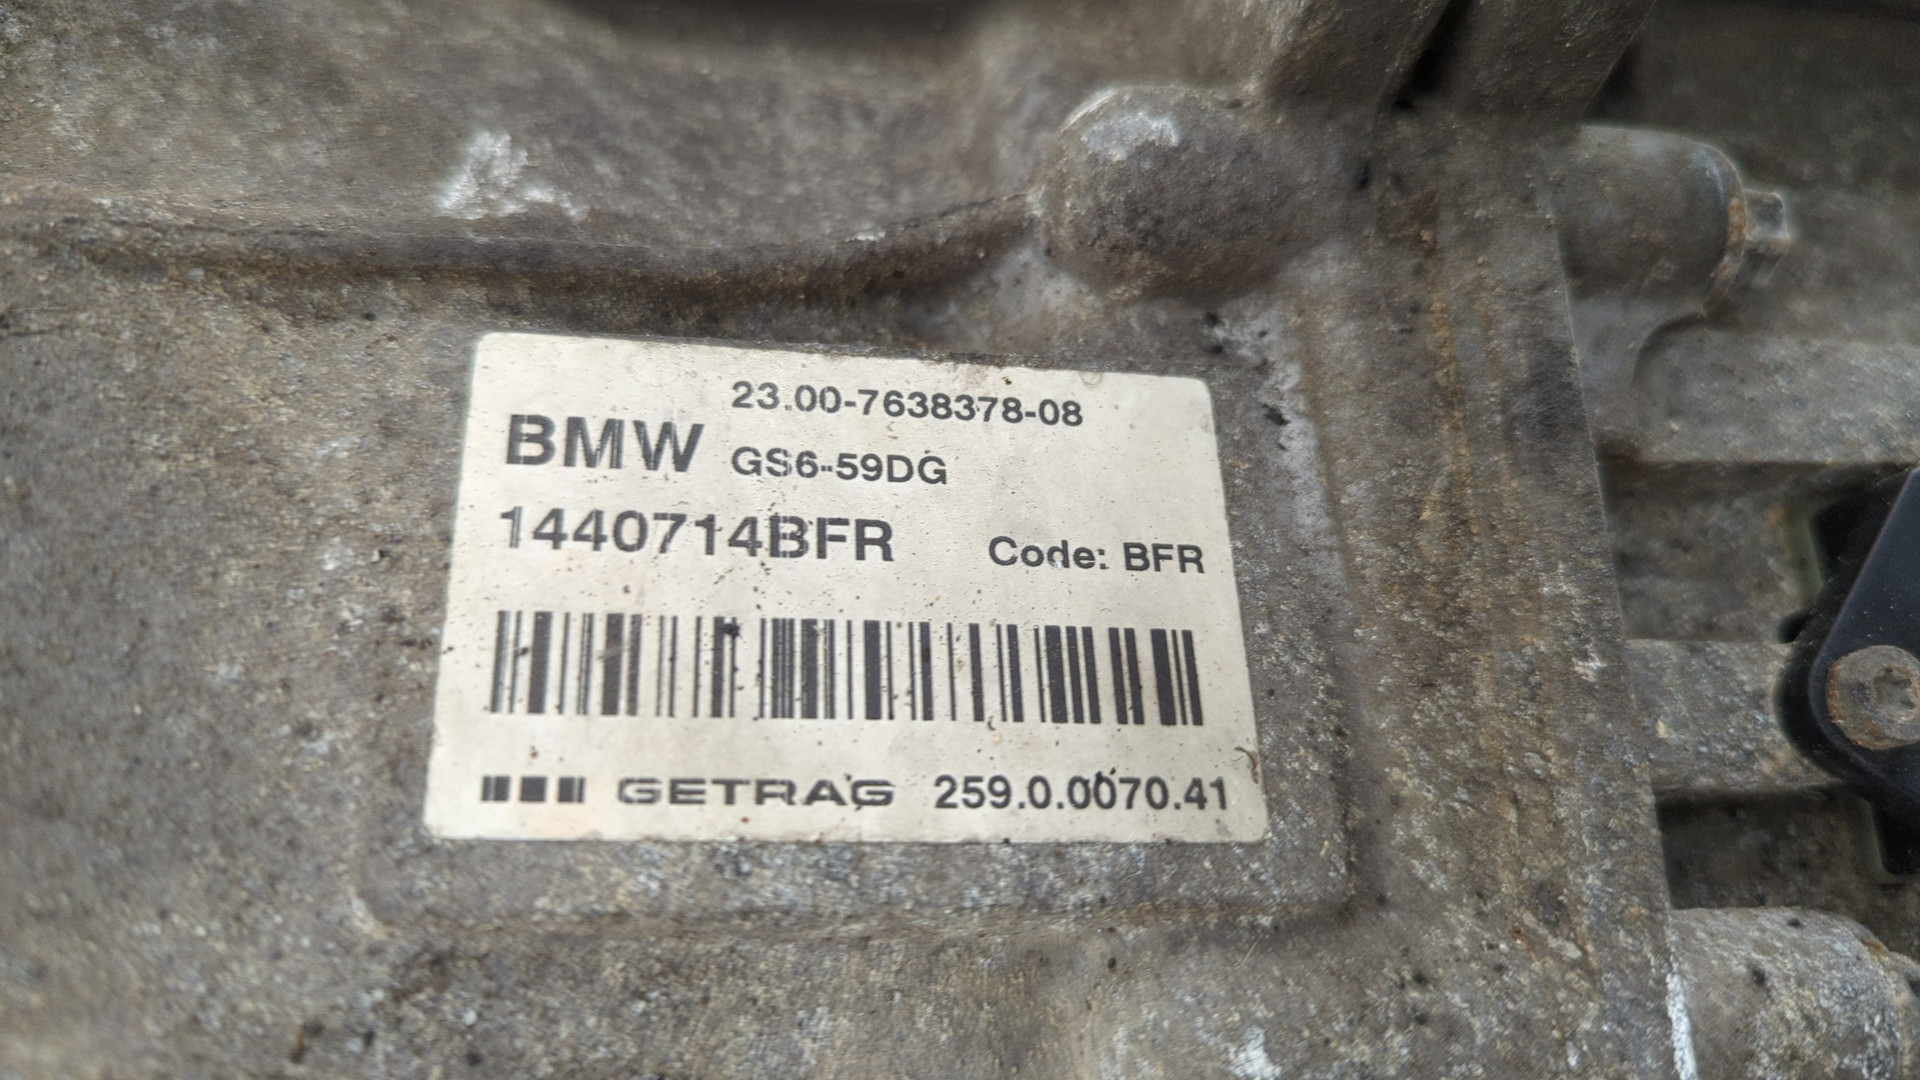 23.00-7638378-08
BMW GS6-59DG
1440714BFR Code: BFR
GETRAG 259.0.0070.41